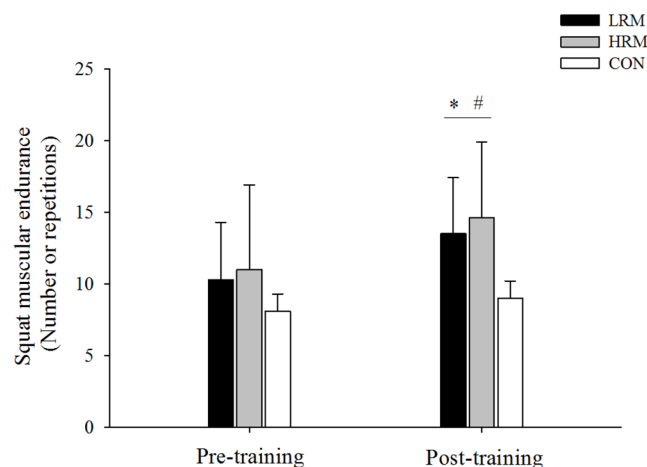 LRM
HRM
CON
25
20
15
10
5
0
* #
Squat muscular endurance
(Number or repetitions)
Pre-training
Post-training